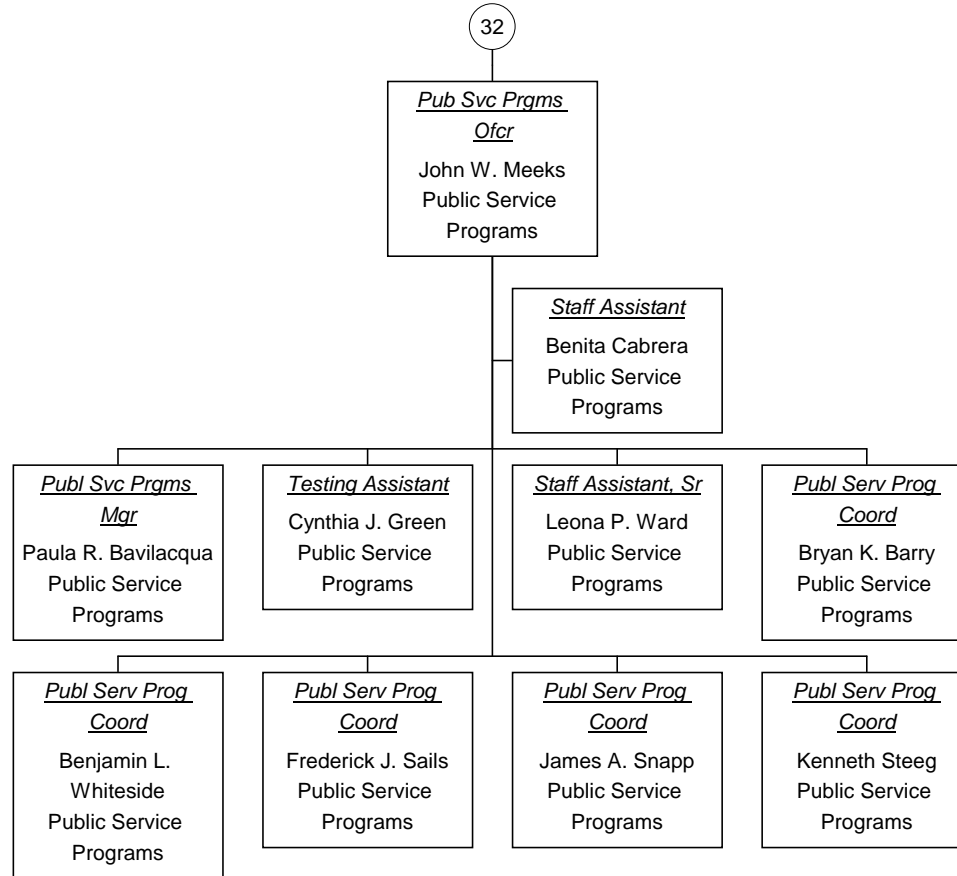 32
Pub Svc Prgms
Ofcr
John W. Meeks
Public Service
Programs
Staff Assistant
Benita Cabrera
Public Service
Programs
Publ Svc Prgms
Mgr
Paula R. Bavilacqua
Public Service
Programs
Testing Assistant
Cynthia J. Green
Public Service
Programs
Staff Assistant, Sr
Leona P. Ward
Public Service
Programs
Publ Serv Prog
Coord
Bryan K. Barry
Public Service
Programs
Publ Serv Prog
Coord
Benjamin L.
Whiteside
Public Service
Programs
Publ Serv Prog
Coord
Frederick J. Sails
Public Service
Programs
Publ Serv Prog
Coord
James A. Snapp
Public Service
Programs
Publ Serv Prog
Coord
Kenneth Steeg
Public Service
Programs